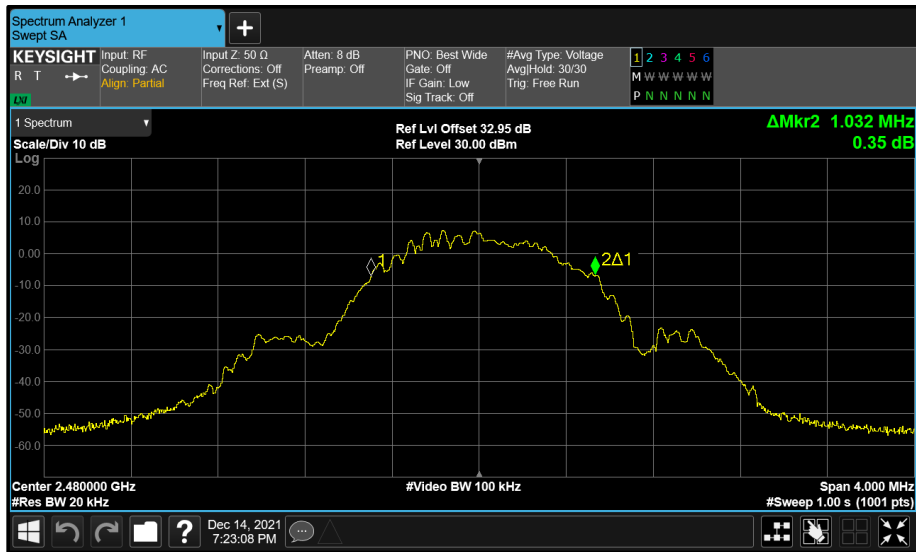 Spectrum Analyzer 1
Swept SA
+
KEYSIGHT
R T
LXI
Input: RF
Coupling: AC
Align: Partial
Input Z: 50 Ω
Corrections: Off
Freq Ref: Ext (S)
Atten: 8 dB
Preamp: Off
PNO: Best Wide
Gate: Off
IF Gain: Low
Sig Track: Off
#Avg Type: Voltage
Avg|Hold: 30/30
Trig: Free Run
1 2 3 4 5 6
M W W W W W
P N N N N N
1 Spectrum
Scale/Div 10 dB
Ref Lvl Offset 32.95 dB
Ref Level 30.00 dBm
ΔMkr2 1.032 MHz
0.35 dB
Log
20.0
10.0
0.00
-10.0
-20.0
-30.0
-40.0
-50.0
-60.0
1
2Δ1
Center 2.480000 GHz
#Res BW 20 kHz
#Video BW 100 kHz
Span 4.000 MHz
#Sweep 1.00 s (1001 pts)
?
Dec 14, 2021
7:23:08 PM